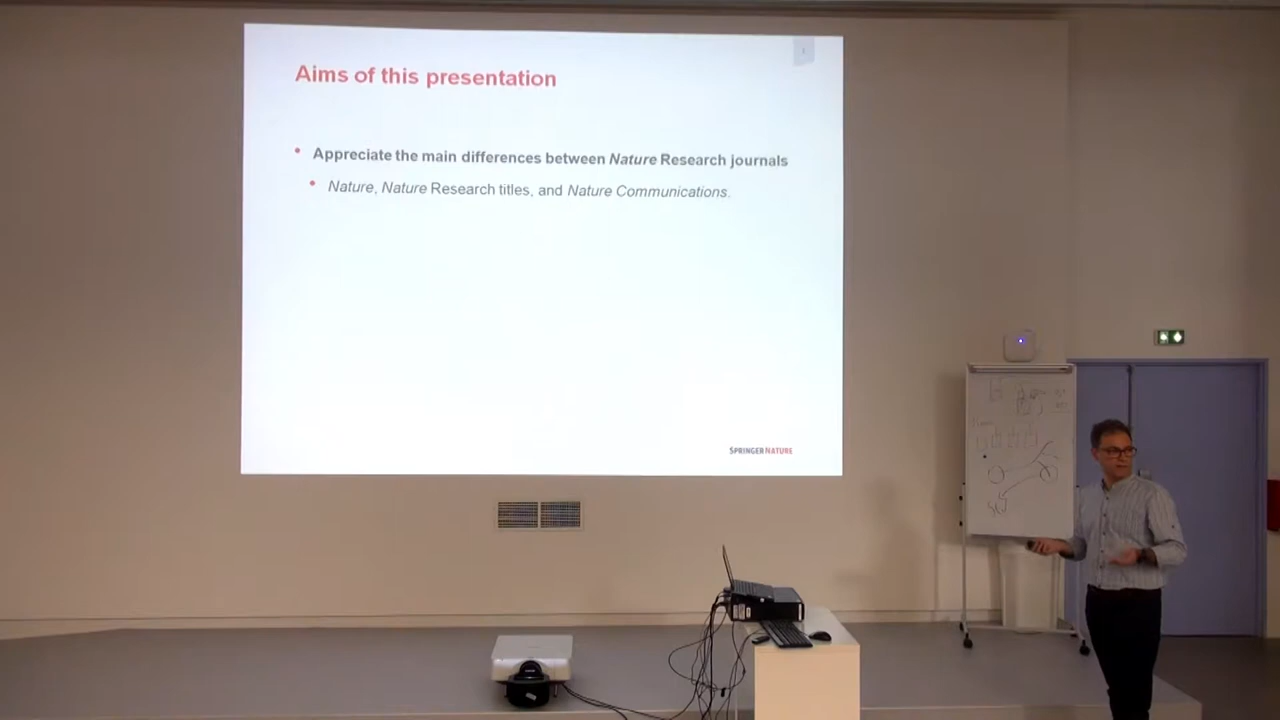 Aims of this presentation
• Appreciate the main differences between Nature Research journals
• Nature, Nature Research titles, and Nature Communications.
SPRINGER NATURE